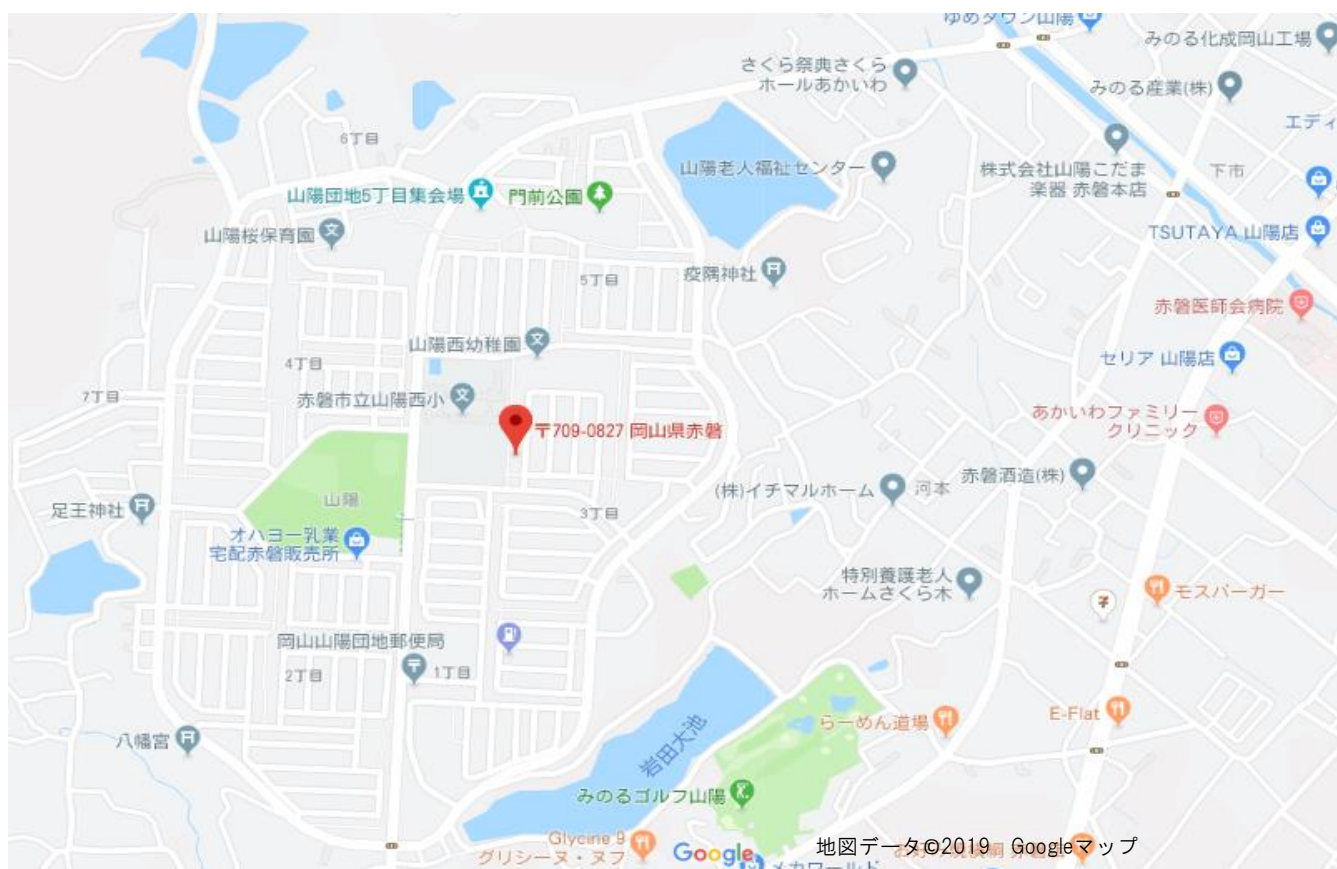 ゆめタウン山陽
みのる化成岡山工場
さくら祭典さくら
ホールあかいわ
みのる産業(株)
エディ
6丁目
山陽老人福祉センター
株式会社山陽こだま
楽器 赤磐本店
下市
山陽団地5丁目集会場
門前公園
山陽桜保育園
TSUTAYA 山陽店
5丁目
疫隅神社
赤磐医師会病院
山陽西幼稚園
セリア 山陽店
4丁目
7丁目
赤磐市立山陽西小
あかいわファミリー
クリニック
〒709-0827 岡山県赤磐
赤磐酒造(株)
(株)イチマルホーム
河本
山陽
足王神社
3丁目
オハヨー乳業
宅配赤磐販売所
特別養護老人
ホームさくら木
モスバーガー
岡山山陽団地郵便局
2丁目
1丁目
E-Flat
らーめん道場
八幡宮
岩田大池
みのるゴルフ山陽
Glycine 9
グリシーヌ・ヌフ
Google
地図データ©2019 Googleマップ
メガワールド